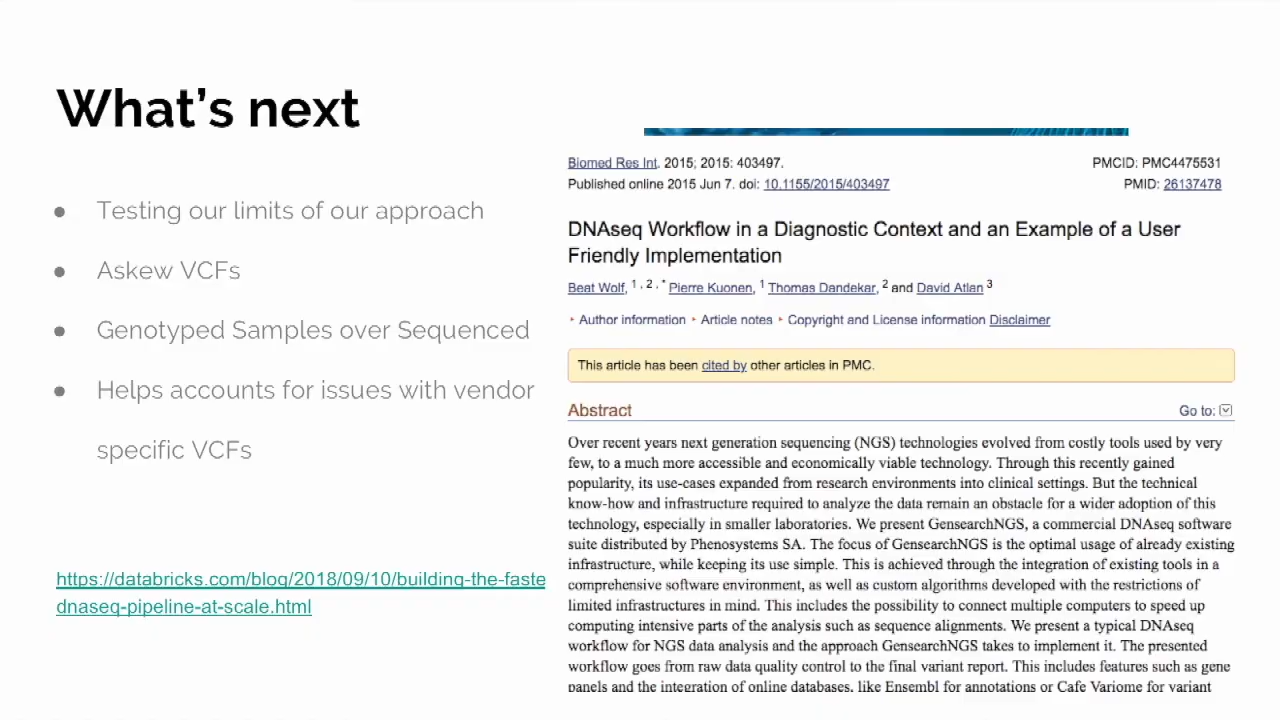 What's next
● Testing our limits of our approach
● Askew VCFs
● Genotyped Samples over Sequenced
● Helps accounts for issues with vendor
specific VCFs
https://databricks.com/blog/2018/09/10/building-the-faste
dnaseq-pipeline-at-scale.html
Biomed Res Int. 2015; 2015: 403497. PMCID: PMC4475531
Published online 2015 Jun 7. doi: 10.1155/2015/403497 PMID: 26137478
DNAseq Workflow in a Diagnostic Context and an Example of a User
Friendly Implementation
Beat Wolf, 1, 2, * Pierre Kuonen, 1 Thomas Dandekar, 2 and David Atlan 3
‣ Author information ‣ Article notes ‣ Copyright and License information Disclaimer
This article has been cited by other articles in PMC.
Abstract Go to:
Over recent years next generation sequencing (NGS) technologies evolved from costly tools used by very
few, to a much more accessible and economically viable technology. Through this recently gained
popularity, its use-cases expanded from research environments into clinical settings. But the technical
know-how and infrastructure required to analyze the data remain an obstacle for a wider adoption of this
technology, especially in smaller laboratories. We present GensearchNGS, a commercial DNAseq software
suite distributed by Phenosystems SA. The focus of GensearchNGS is the optimal usage of already existing
infrastructure, while keeping its use simple. This is achieved through the integration of existing tools in a
comprehensive software environment, as well as custom algorithms developed with the restrictions of
limited infrastructures in mind. This includes the possibility to connect multiple computers to speed up
computing intensive parts of the analysis such as sequence alignments. We present a typical DNAseq
workflow for NGS data analysis and the approach GensearchNGS takes to implement it. The presented
workflow goes from raw data quality control to the final variant report. This includes features such as gene
panels and the integration of online databases, like Ensembl for annotations or Cafe Variome for variant